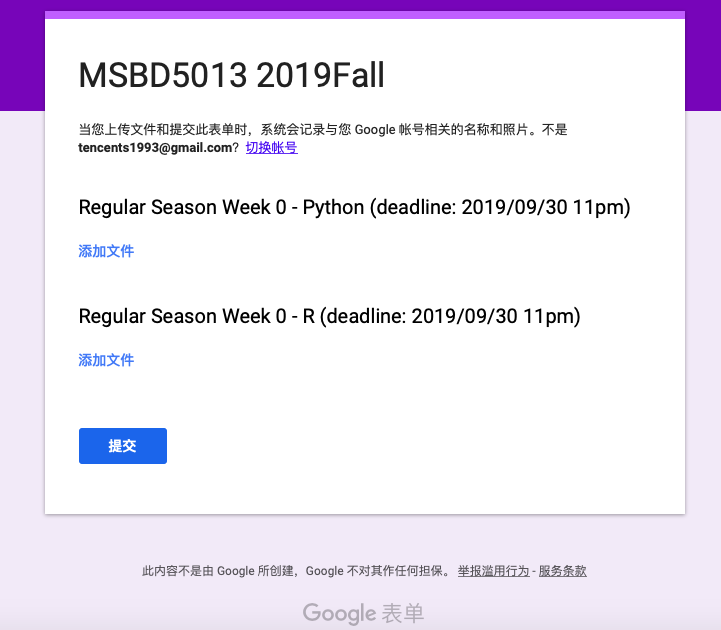 MSBD5013 2019Fall
当您上传文件和提交此表单时，系统会记录与您 Google 帐号相关的名称和照片。不是
tencents1993@gmail.com？切换帐号
Regular Season Week 0 - Python (deadline: 2019/09/30 11pm)
添加文件
Regular Season Week 0 - R (deadline: 2019/09/30 11pm)
添加文件
提交
此内容不是由 Google 所创建，Google 不对其作任何担保。 举报滥用行为 - 服务条款
Google 表单